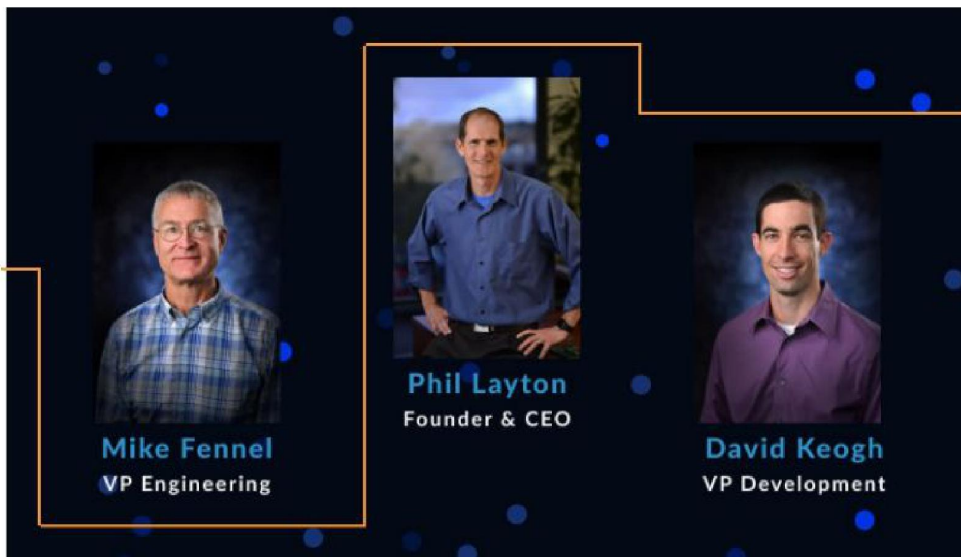 Phil Layton
Founder & CEO
Mike Fennel
VP Engineering
David Keogh
VP Development